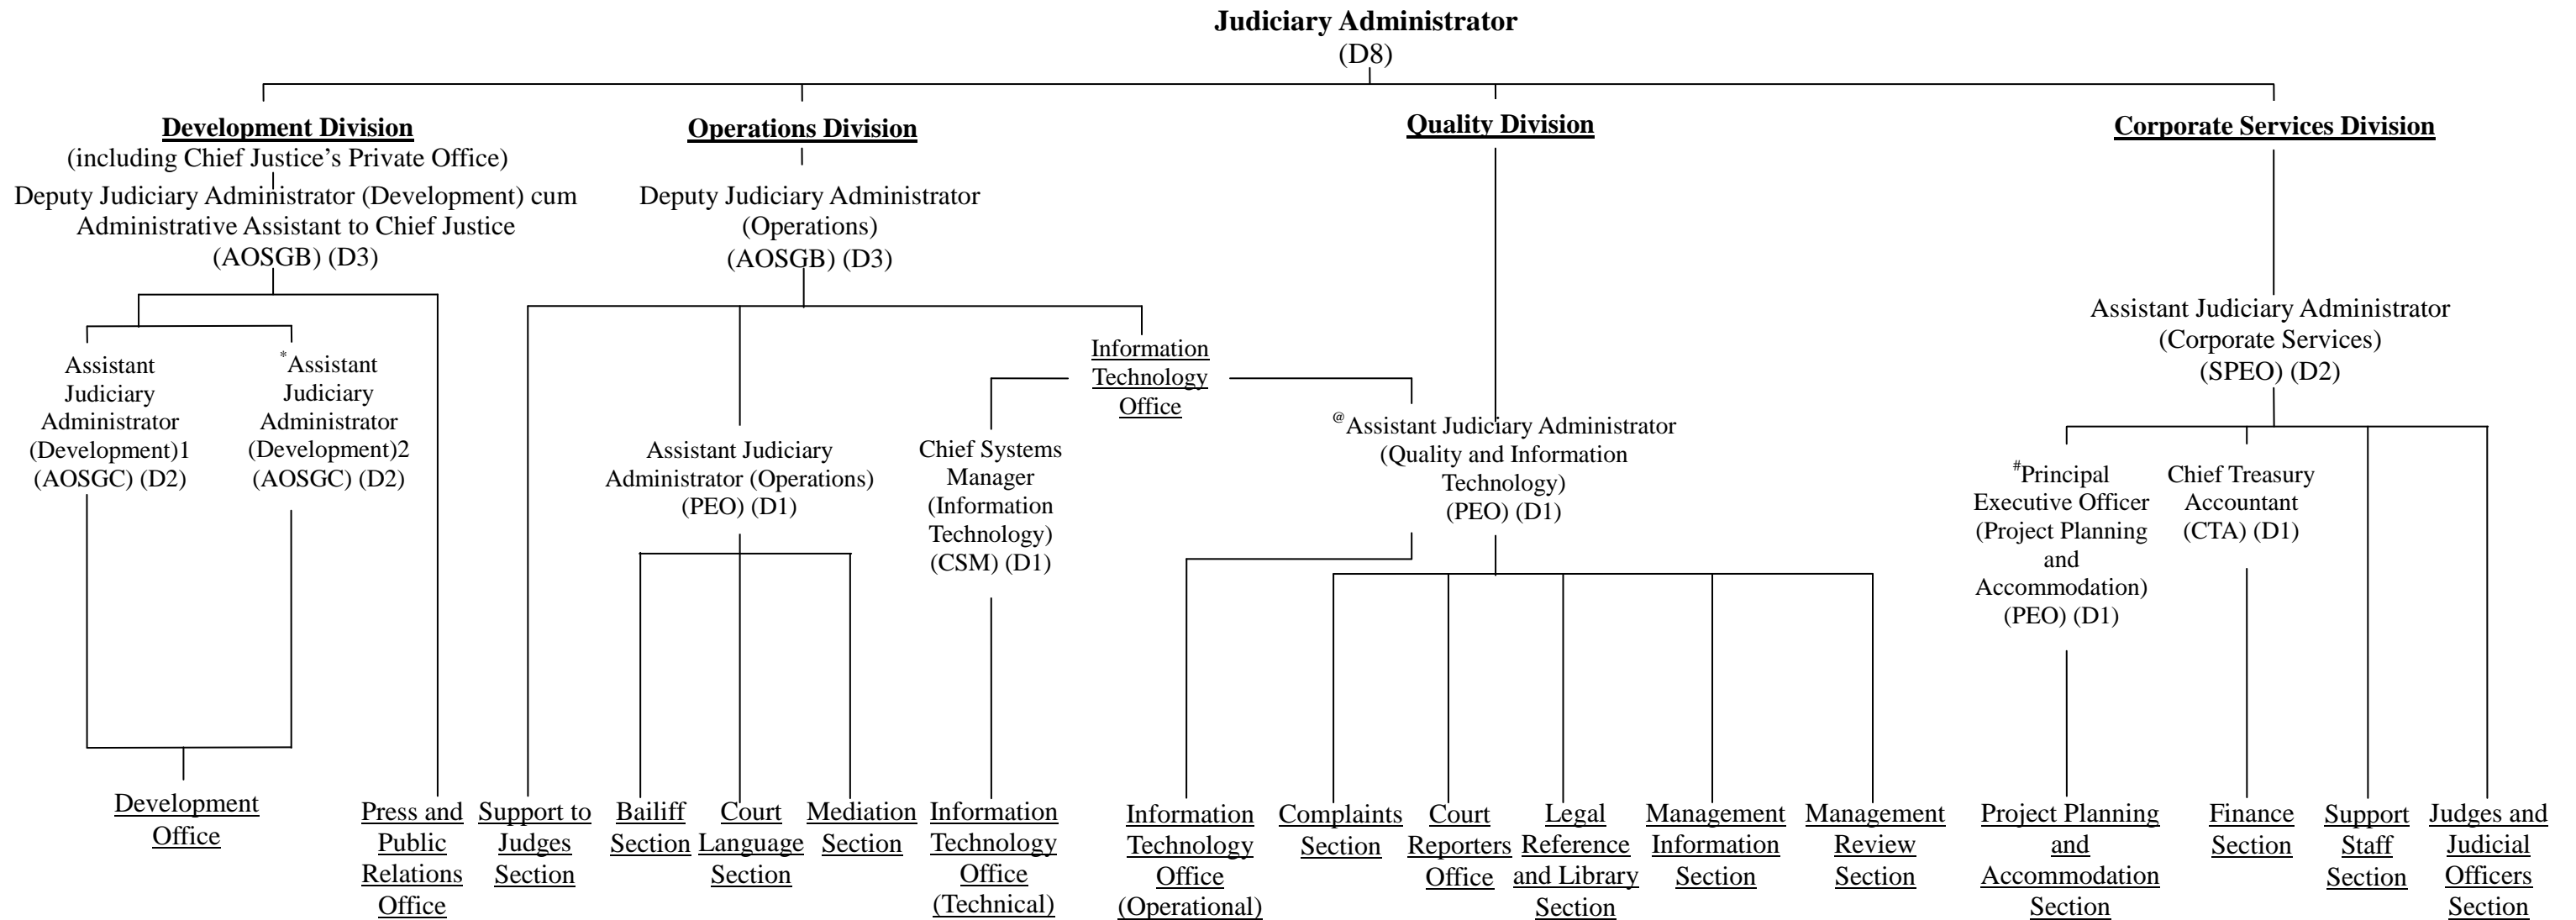 Judiciary Administrator
(D8)
Development Division
(including Chief Justice’s Private Office)
Deputy Judiciary Administrator (Development) cum
Administrative Assistant to Chief Justice
(AOSGB) (D3)
Operations Division
Deputy Judiciary Administrator
(Operations)
(AOSGB) (D3)
Quality Division
Corporate Services Division
Assistant Judiciary Administrator
(Corporate Services)
(SPEO) (D2)
Assistant
Judiciary
Administrator
(Development)1
(AOSGC) (D2)
*Assistant
Judiciary
Administrator
(Development)2
(AOSGC) (D2)
Information
Technology
Office
Assistant Judiciary
Administrator (Operations)
(PEO) (D1)
Chief Systems
Manager
(Information
Technology)
(CSM) (D1)
@Assistant Judiciary Administrator
(Quality and Information
Technology)
(PEO) (D1)
#Principal
Executive Officer
(Project Planning
and
Accommodation)
(PEO) (D1)
Chief Treasury
Accountant
(CTA) (D1)
Development
Office
Press and
Public
Relations
Office
Support to
Judges
Section
Bailiff
Section
Court
Language
Section
Mediation
Section
Information
Technology
Office
(Technical)
Information
Technology
Office
(Operational)
Complaints
Section
Court
Reporters
Office
Legal
Reference
and Library
Section
Management
Information
Section
Management
Review
Section
Project Planning
and
Accommodation
Section
Finance
Section
Support
Staff
Section
Judges and
Judicial
Officers
Section